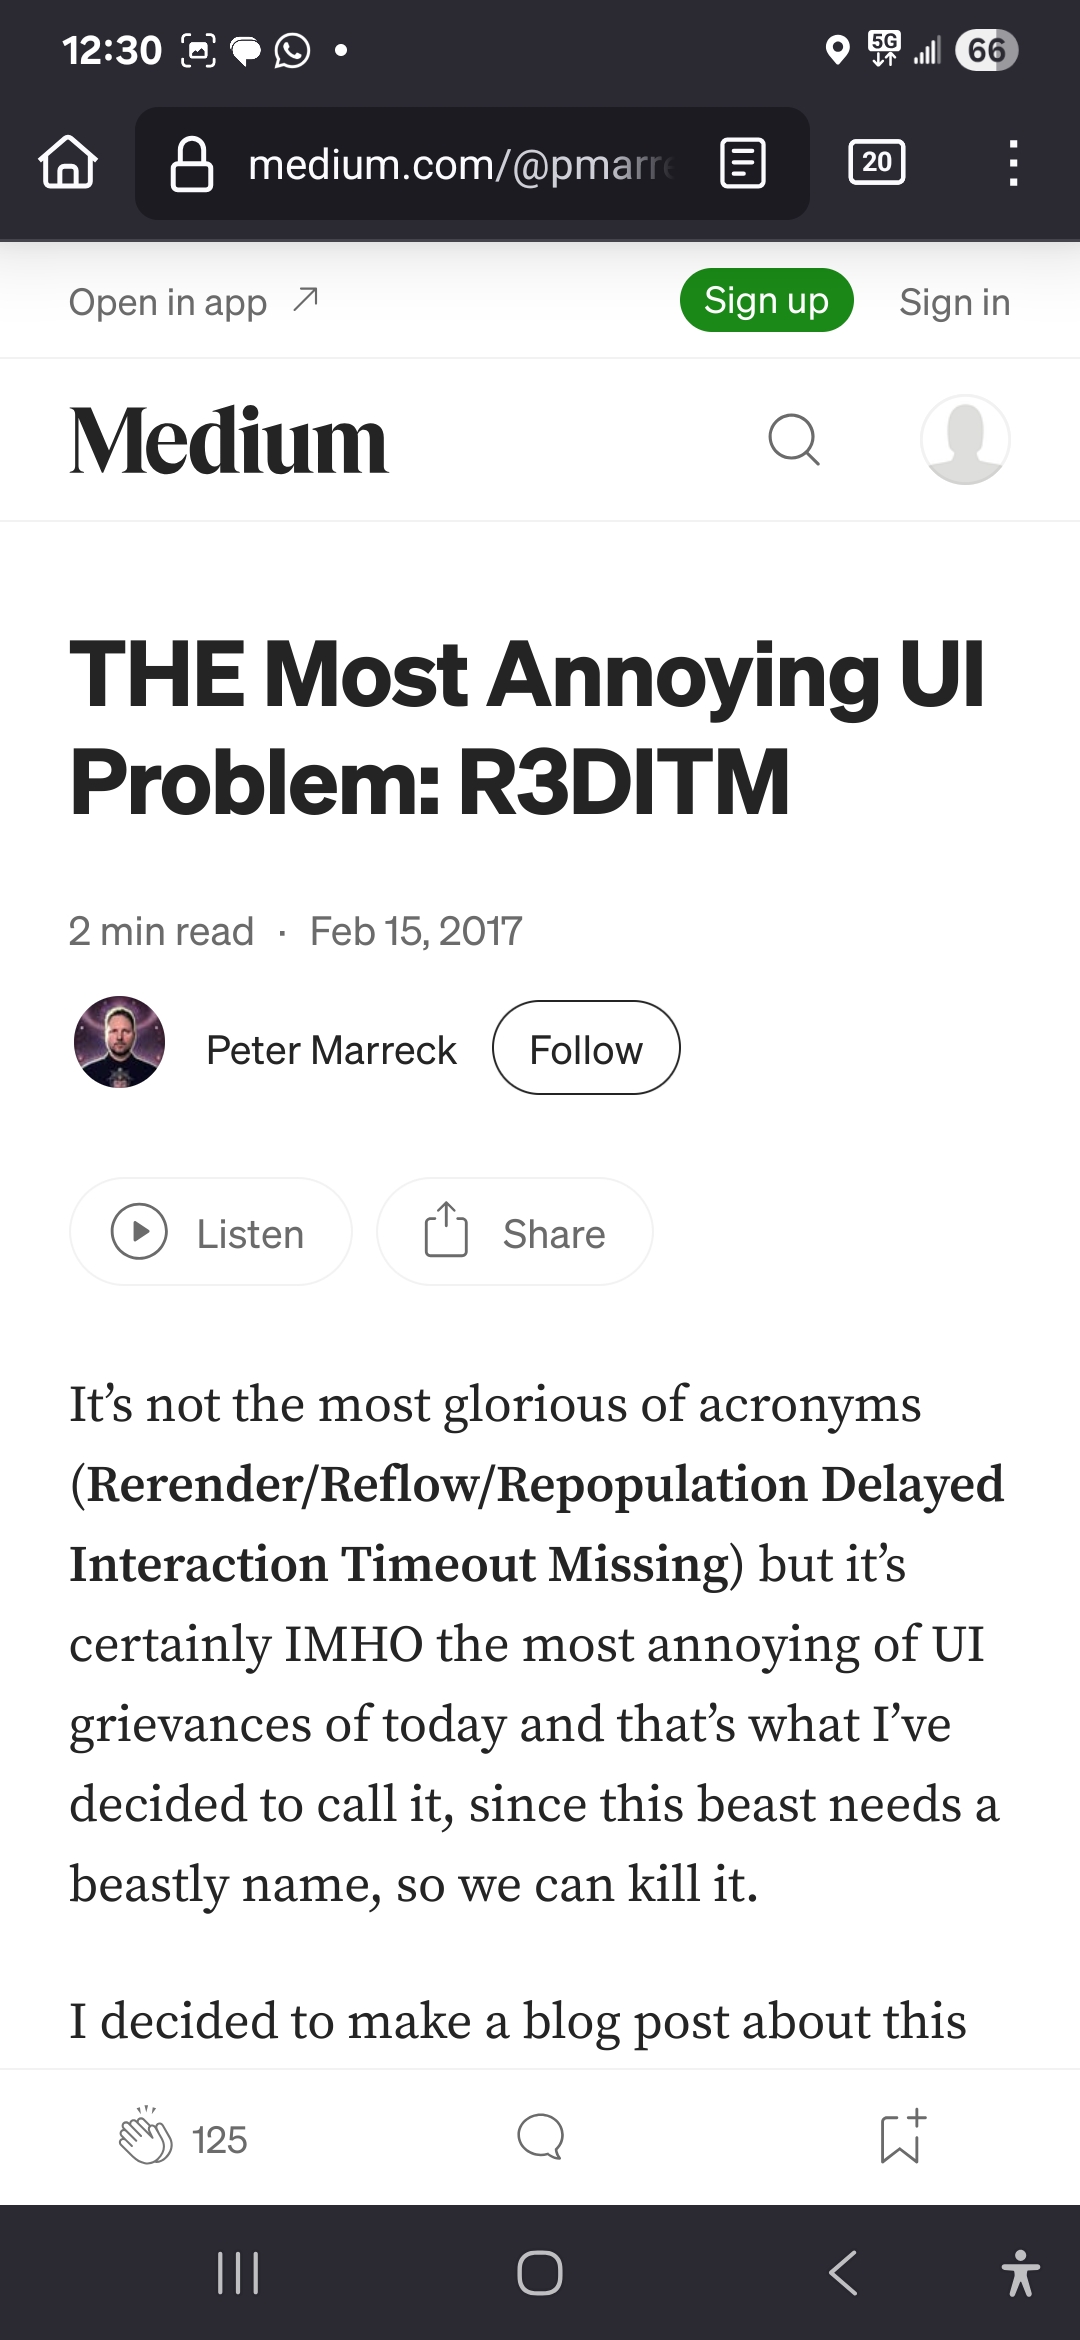 12:30
5G
66
medium.com/@pmarre
20
Open in app
Sign up
Sign in
Medium
THE Most Annoying UI
Problem: R3DITM
2 min read · Feb 15, 2017
Peter Marreck
Follow
Listen
Share
It’s not the most glorious of acronyms
(Rerender/Reflow/Repopulation Delayed
Interaction Timeout Missing) but it’s
certainly IMHO the most annoying of UI
grievances of today and that’s what I’ve
decided to call it, since this beast needs a
beastly name, so we can kill it.
I decided to make a blog post about this
125